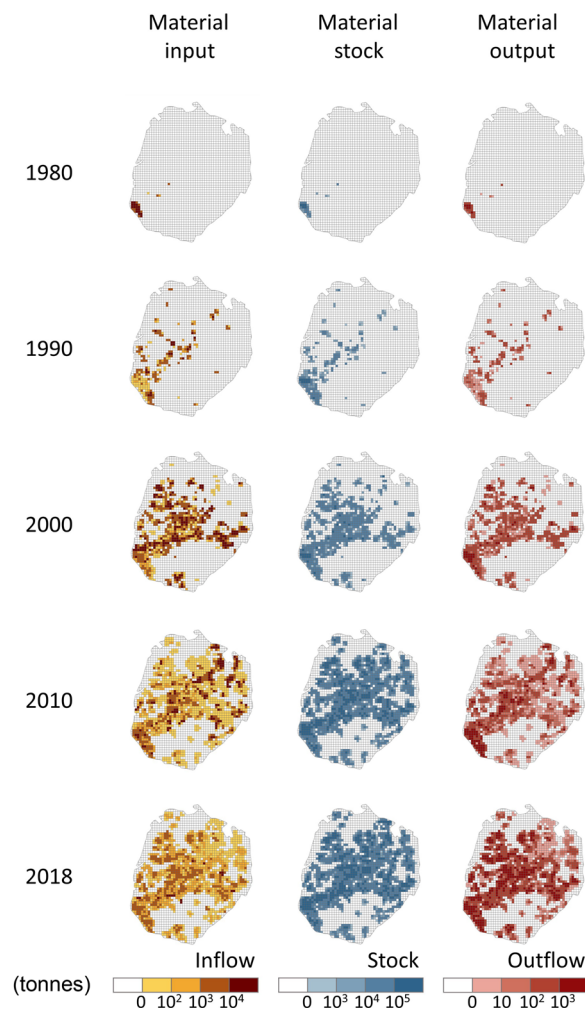 Material input
Material stock
Material output
1980
1990
2000
2010
2018
Inflow
Stock
Outflow
(tonnes)
0 10² 10³ 10⁴
0 10³ 10⁴ 10⁵
0 10 10² 10³